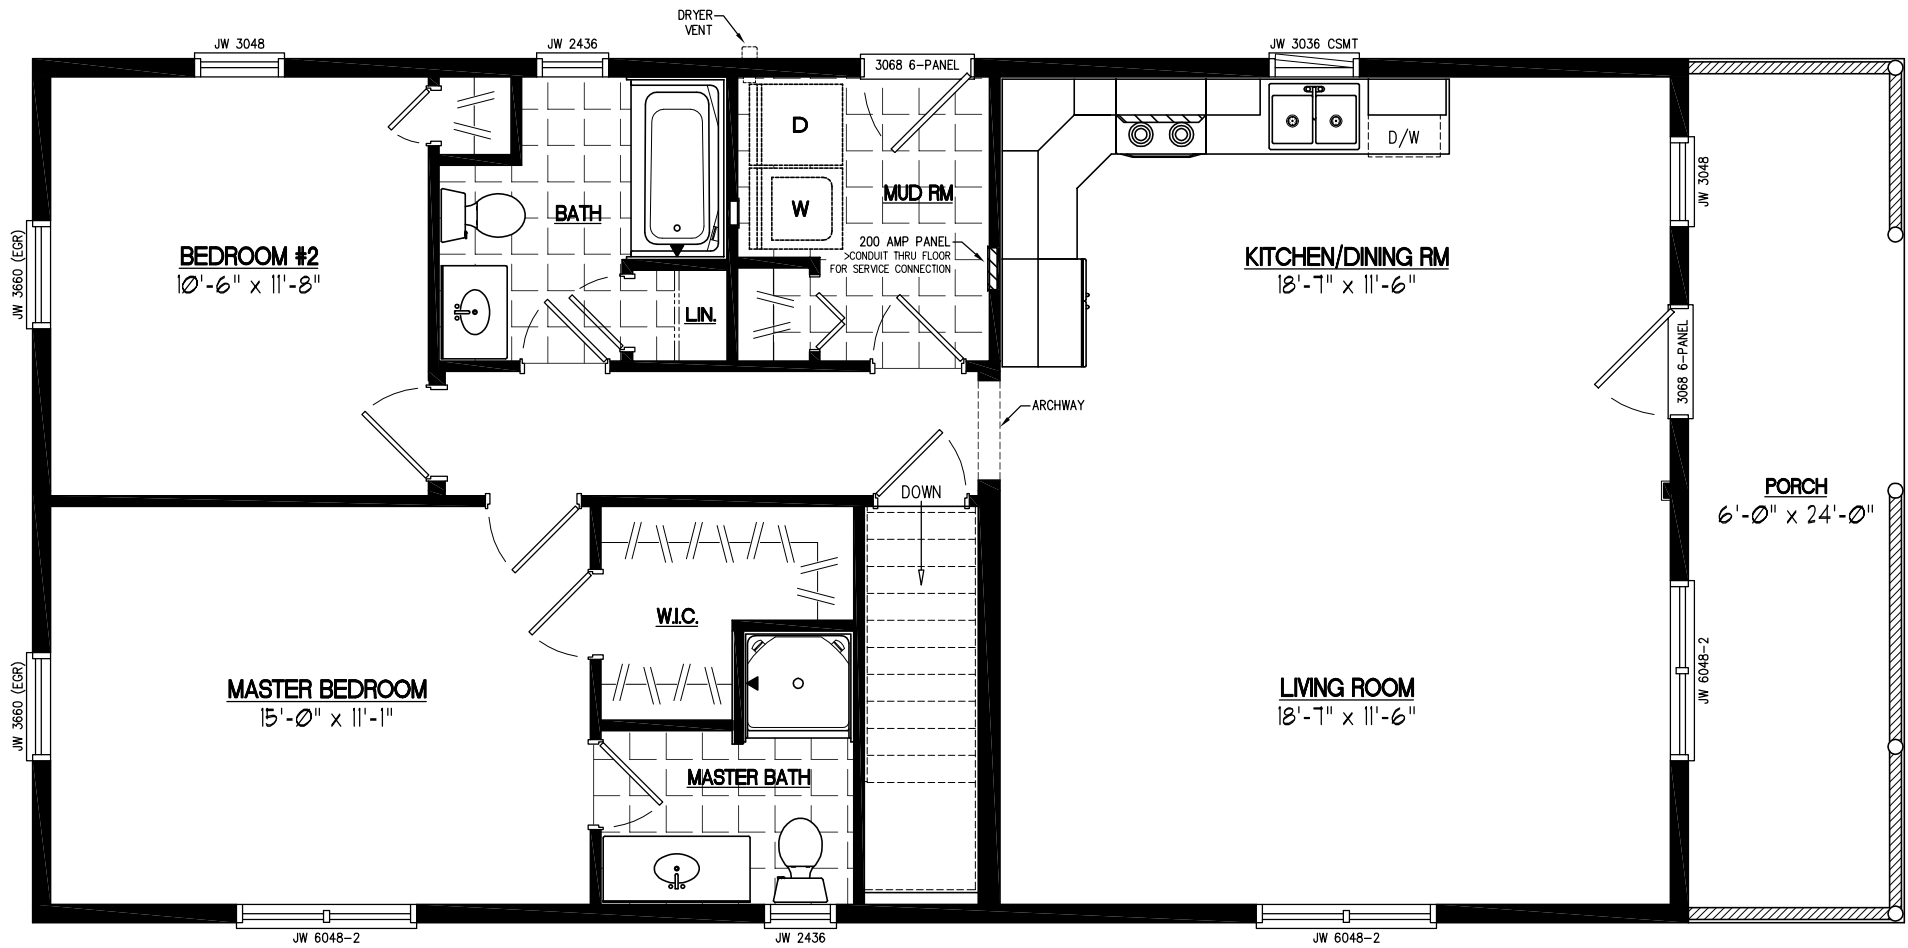 DRYER
VENT
JW 3048
JW 2436
3068 6-PANEL
JW 3036 CSMT
D
D/W
W
MUD RM
BATH
JW 3048
200 AMP PANEL
>CONDUIT THRU FLOOR
FOR SERVICE CONNECTION
BEDROOM #2
10'-6" x 11'-8"
JW 3660 (EGR)
KITCHEN/DINING RM
18'-7" x 11'-6"
LIN.
3068 6-PANEL
ARCHWAY
DOWN
PORCH
6'-0" x 24'-0"
W.I.C.
JW 3660 (EGR)
MASTER BEDROOM
15'-0" x 11'-1"
LIVING ROOM
18'-7" x 11'-6"
JW 6048-2
MASTER BATH
JW 6048-2
JW 2436
JW 6048-2